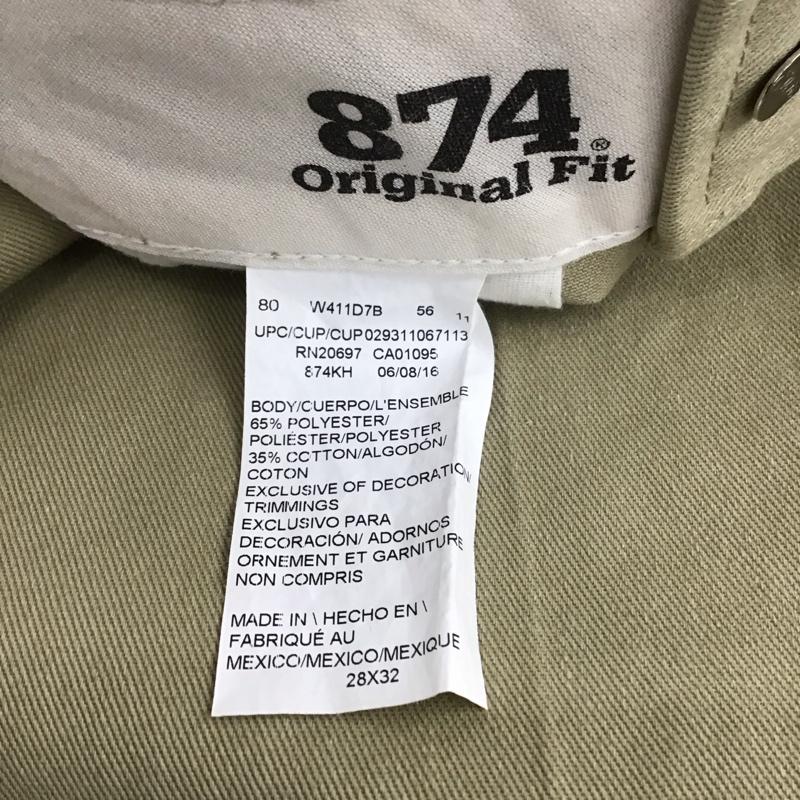 874®
Original Fit
80 W411D7B 56 11
UPC/CUP/CUP029311067113
RN20697 CA01095
874KH 06/08/16
BODY/CUERPO/L'ENSEMBLE
65% POLYESTER/
POLIÉSTER/POLYESTER
35% COTTON/ALGODÓN/
COTON
EXCLUSIVE OF DECORATION/
TRIMMINGS
EXCLUSIVO PARA
DECORACIÓN/ ADORNOS
ORNEMENT ET GARNITURE
NON COMPRIS
MADE IN \ HECHO EN \
FABRIQUÉ AU
MEXICO/MEXICO/MEXIQUE
28X32